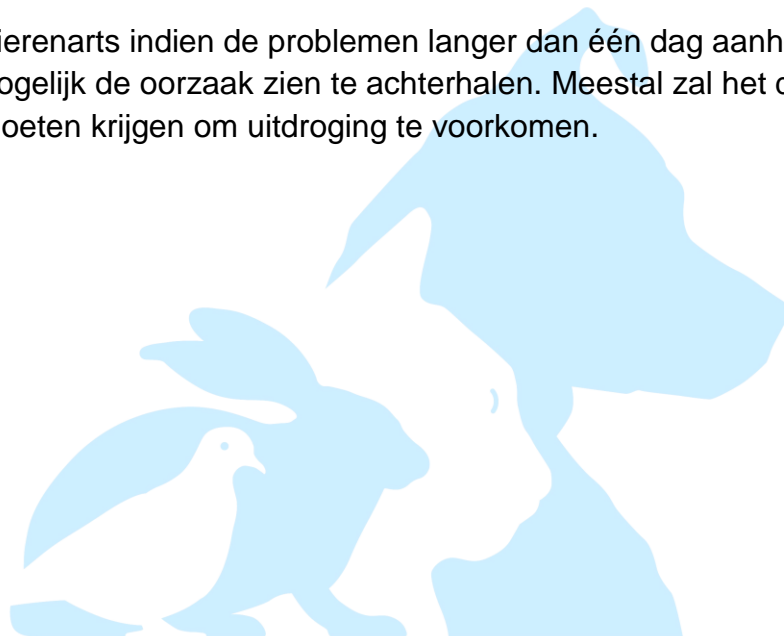 ierenarts indien de problemen langer dan één dag aanh
ogelijk de oorzaak zien te achterhalen. Meestal zal het
oeten krijgen om uitdroging te voorkomen.